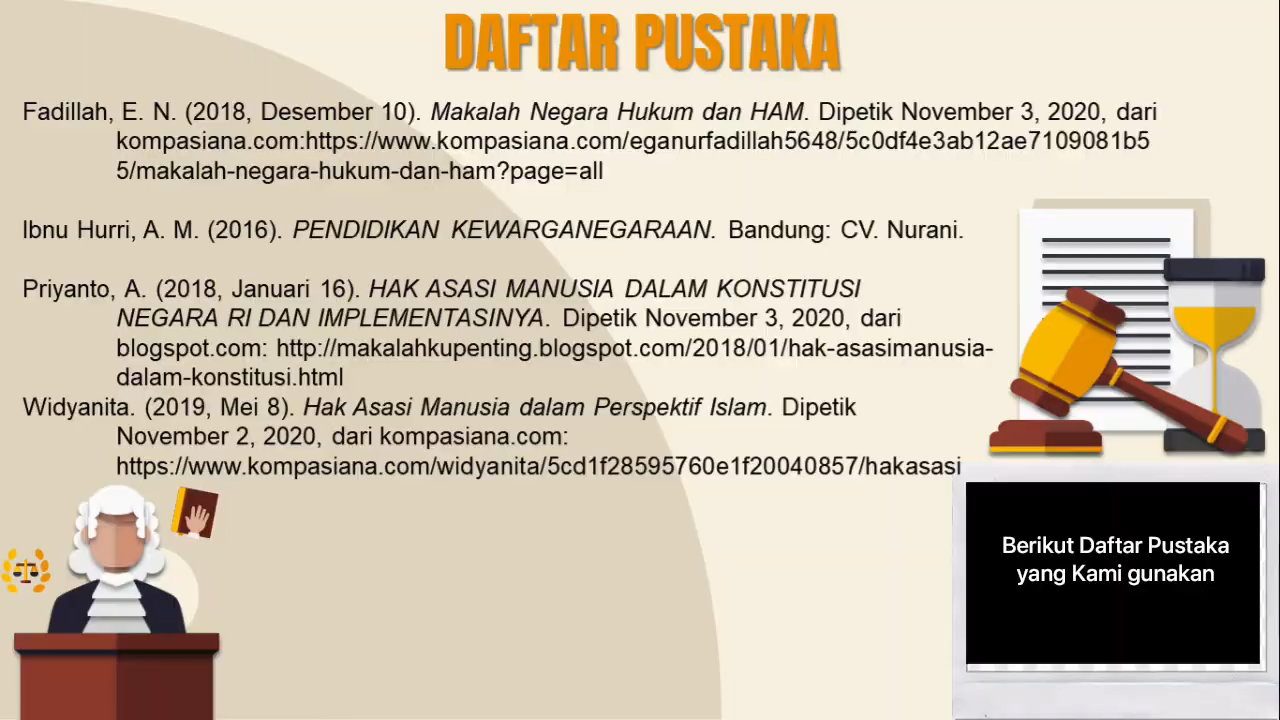 DAFTAR PUSTAKA
Fadillah, E. N. (2018, Desember 10). Makalah Negara Hukum dan HAM. Dipetik November 3, 2020, dari
kompasiana.com:https://www.kompasiana.com/eganurfadillah5648/5c0df4e3ab12ae7109081b5
5/makalah-negara-hukum-dan-ham?page=all
Ibnu Hurri, A. M. (2016). PENDIDIKAN KEWARGANEGARAAN. Bandung: CV. Nurani.
Priyanto, A. (2018, Januari 16). HAK ASASI MANUSIA DALAM KONSTITUSI
NEGARA RI DAN IMPLEMENTASINYA. Dipetik November 3, 2020, dari
blogspot.com: http://makalahkupenting.blogspot.com/2018/01/hak-asasimanusia-
dalam-konstitusi.html
Widyanita. (2019, Mei 8). Hak Asasi Manusia dalam Perspektif Islam. Dipetik
November 2, 2020, dari kompasiana.com:
https://www.kompasiana.com/widyanita/5cd1f28595760e1f20040857/hakasasi
Berikut Daftar Pustaka
yang Kami gunakan